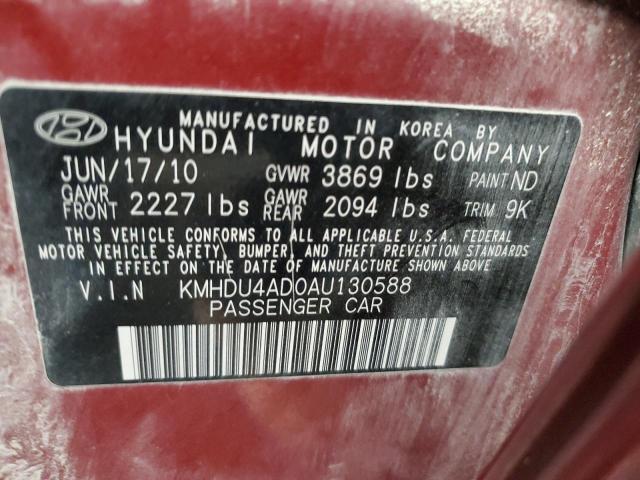 MANUFACTURED IN KOREA BY
HYUNDAI MOTOR COMPANY
JUN/17/10 GVWR 3869 lbs PAINT ND
GAWR FRONT 2227 lbs GAWR REAR 2094 lbs TRIM 9K
THIS VEHICLE CONFORMS TO ALL APPLICABLE U.S.A. FEDERAL
MOTOR VEHICLE SAFETY, BUMPER, AND THEFT PREVENTION STANDARDS
IN EFFECT ON THE DATE OF MANUFACTURE SHOWN ABOVE.
V.I.N KMHDU4AD0AU130588
PASSENGER CAR